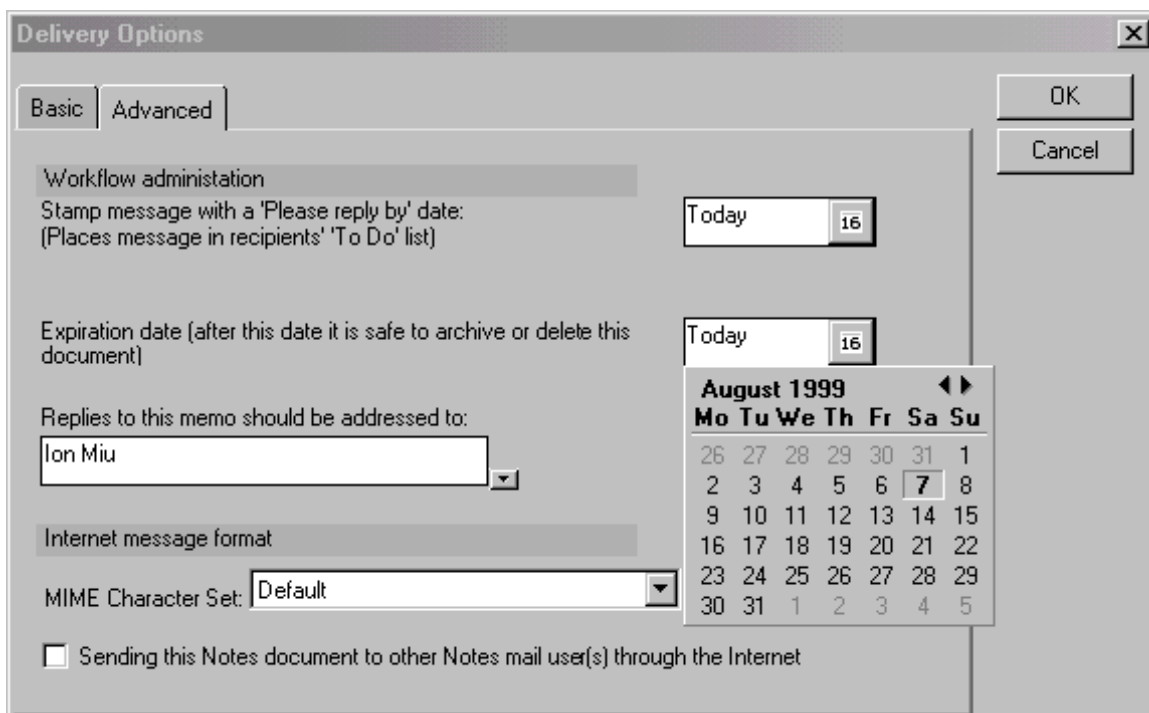 Delivery Options
Basic
Advanced
OK
Cancel
Workflow administation
Stamp message with a 'Please reply by' date:
(Places message in recipients' 'To Do' list)
Today
16
Expiration date (after this date it is safe to archive or delete this
document)
Today
16
August 1999
Mo Tu We Th Fr Sa Su
26 27 28 29 30 31 1
2 3 4 5 6 7 8
9 10 11 12 13 14 15
16 17 18 19 20 21 22
23 24 25 26 27 28 29
30 31 1 2 3 4 5
Replies to this memo should be addressed to:
Ion Miu
Internet message format
MIME Character Set:
Default
Sending this Notes document to other Notes mail user(s) through the Internet